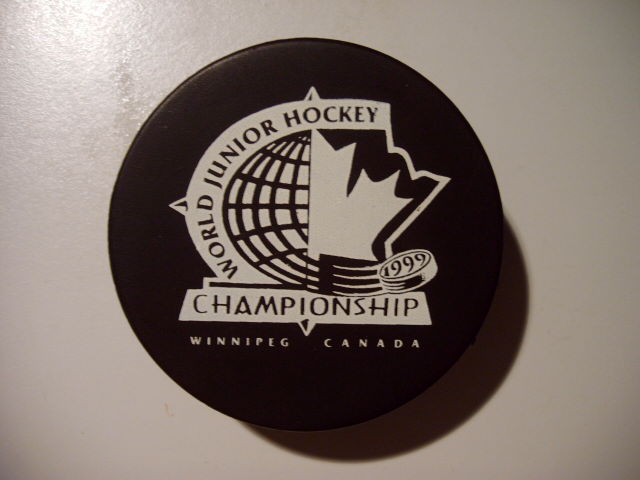 WORLD JUNIOR HOCKEY
1999
CHAMPIONSHIP
WINNIPEG CANADA